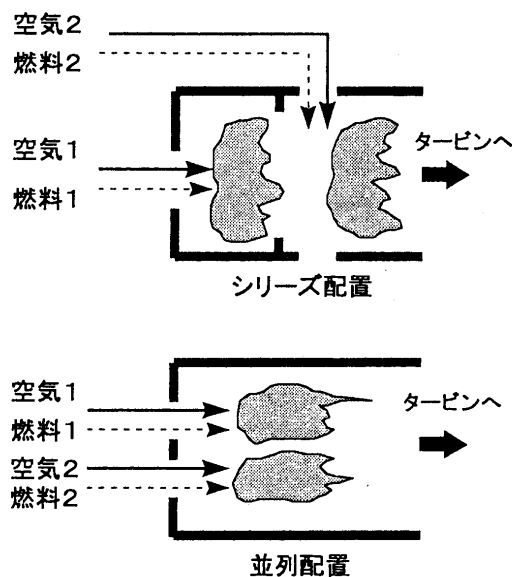 空気2
燃料2
空気1
燃料1
タービンへ
シリーズ配置
空気1
燃料1
空気2
燃料2
タービンへ
並列配置